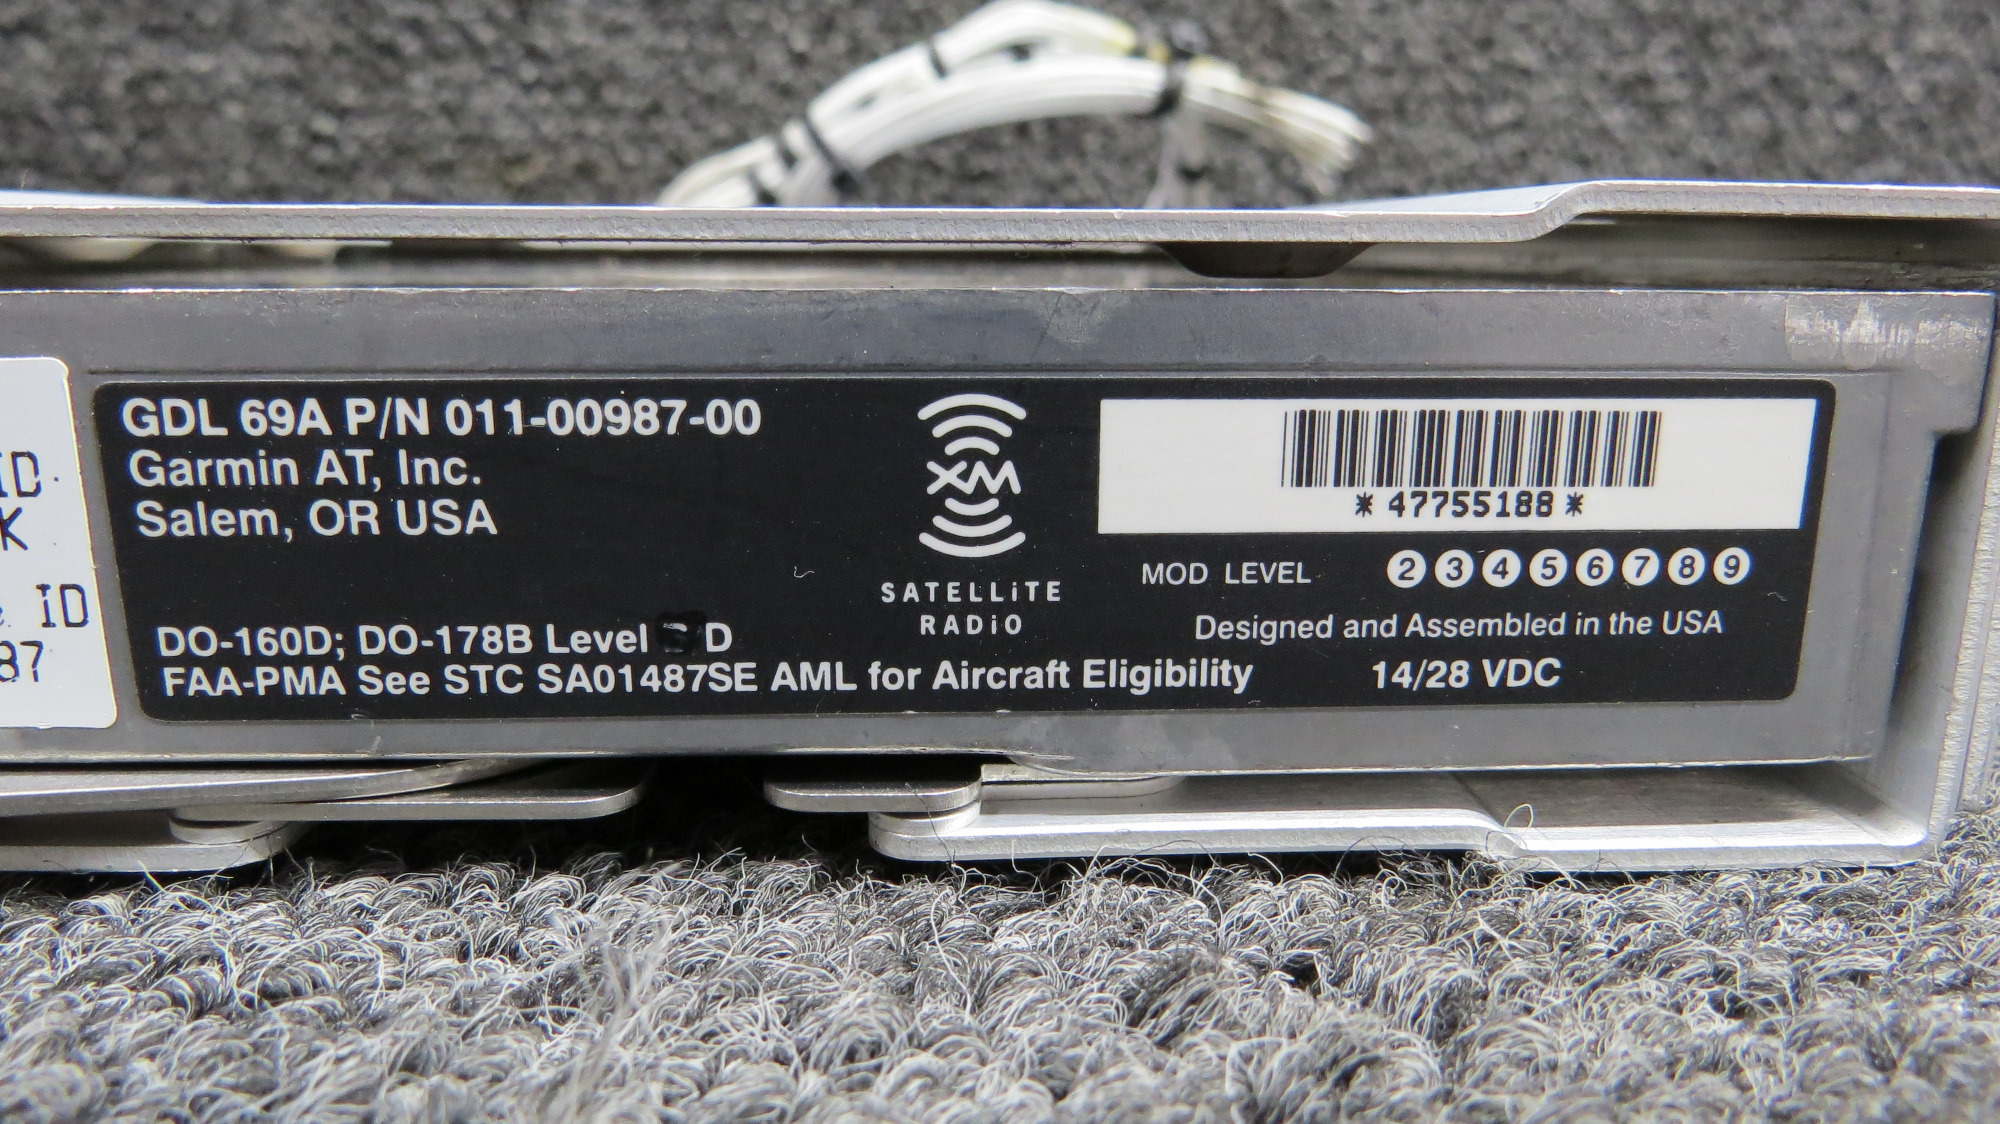 ID
K
ID
87
GDL 69A P/N 011-00987-00
Garmin AT, Inc.
Salem, OR USA
DO-160D; DO-178B Level D
FAA-PMA See STC SA01487SE AML for Aircraft Eligibility
XM
SATELLiTE
RADiO
* 47755188 *
MOD LEVEL 2 3 4 5 6 7 8 9
Designed and Assembled in the USA
14/28 VDC